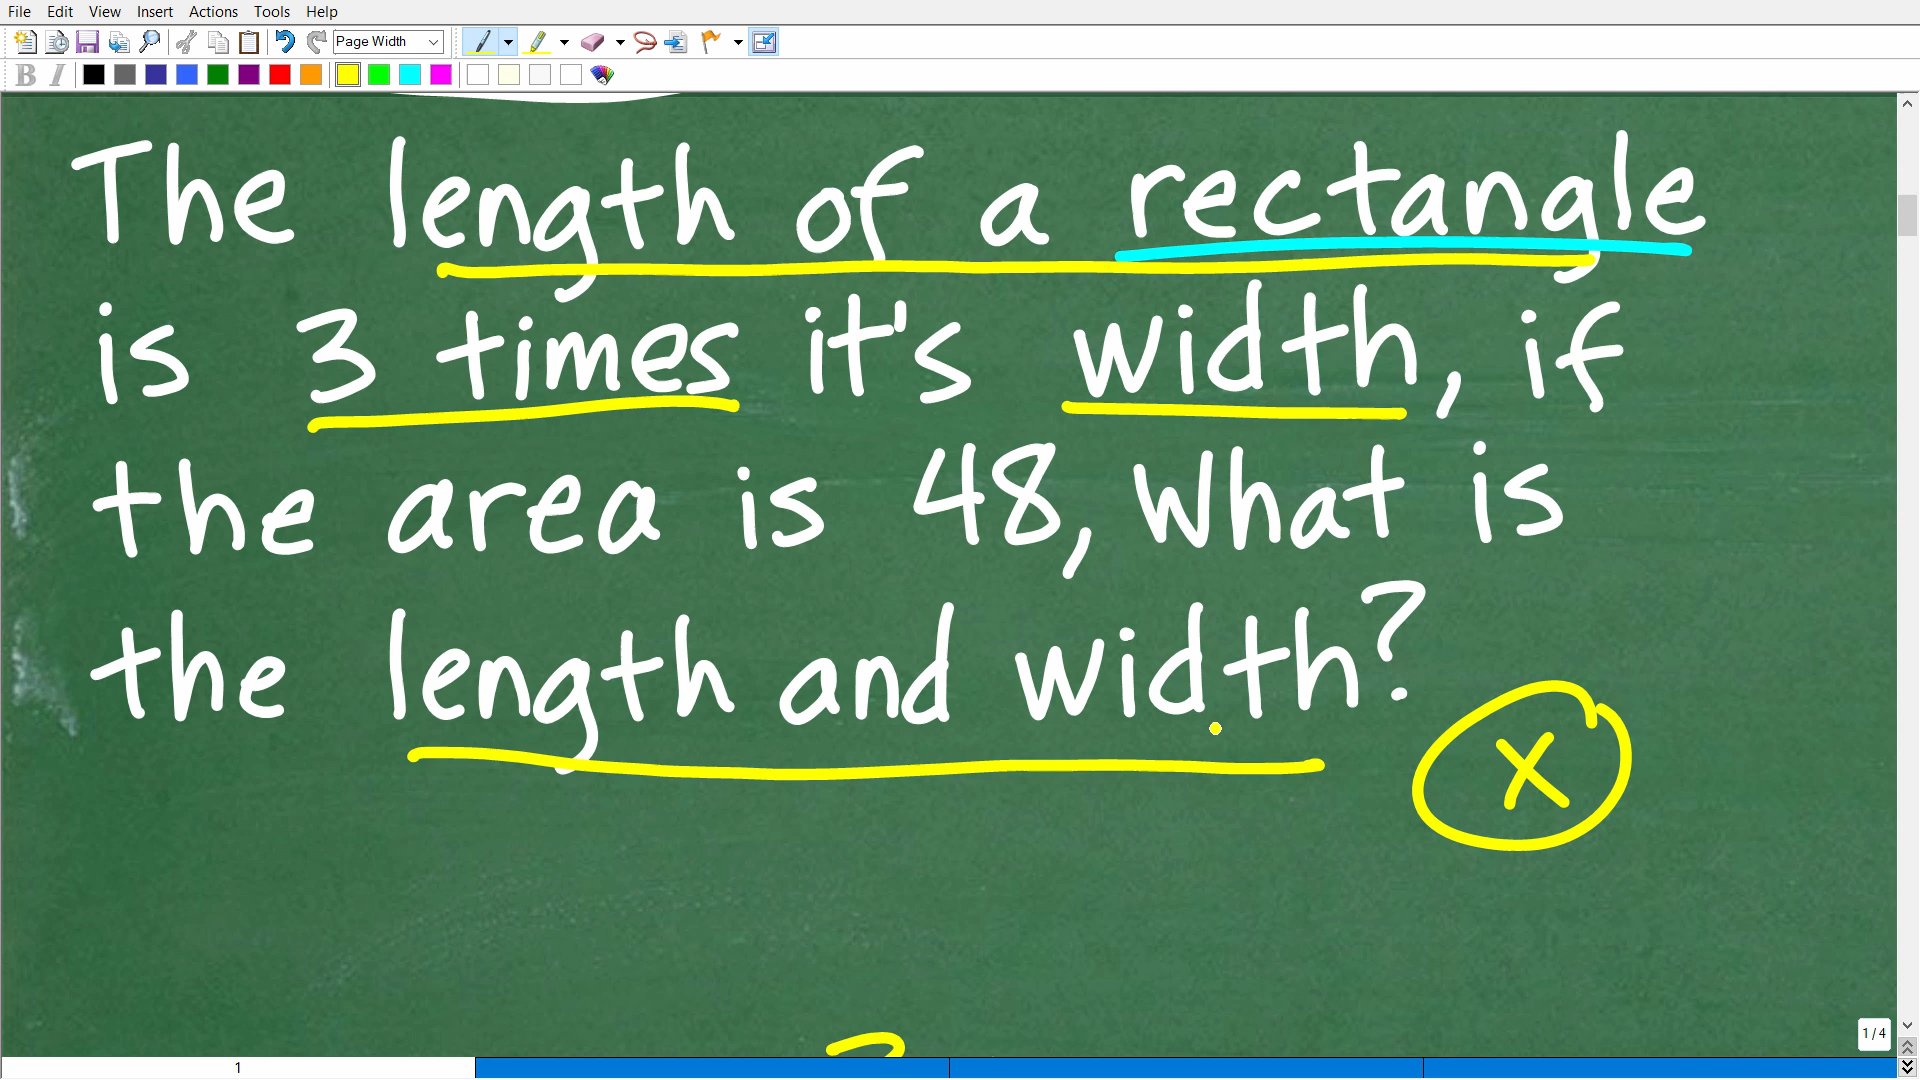 File Edit View Insert Actions Tools Help
Page Width
B I
The length of a rectangle
is 3 times it's width, if
the area is 48, what is
the length and width?
x
1 / 4
1